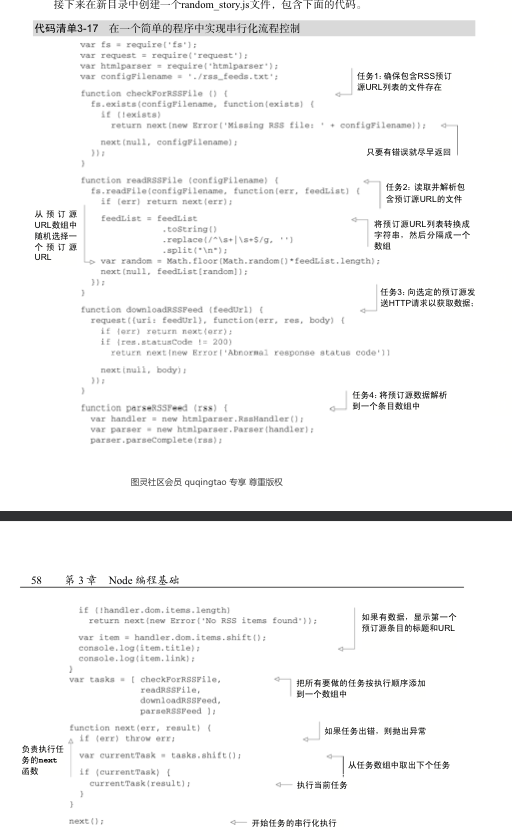 接下来在新目录中创建一个random_story.js文件，包含下面的代码。
代码清单3-17 在一个简单的程序中实现串行化流程控制
var fs = require('fs');
var request = require('request');
var htmlparser = require('htmlparser');
var configFilename = './rss_feeds.txt';
任务1：确保包含RSS预订
源URL列表的文件存在
function checkForRSSFile () {
fs.exists(configFilename, function(exists) {
if (!exists)
return next(new Error('Missing RSS file: ' + configFilename));
只要有错误就尽早返回
next(null, configFilename);
});
}
function readRSSFile (configFilename) {
任务2：读取并解析包
含预订源URL的文件
fs.readFile(configFilename, function(err, feedList) {
if (err) return next(err);
从预订源
URL数组中
随机选择一
个预订源
URL
feedList = feedList
.toString()
.replace(/^\s+|\s+$/g, '')
.split("\n");
将预订源URL列表转换成
字符串，然后分隔成一个
数组
var random = Math.floor(Math.random()*feedList.length);
next(null, feedList[random]);
});
}
任务3：向选定的预订源发
送HTTP请求以获取数据；
function downloadRSSFeed (feedUrl) {
request({uri: feedUrl}, function(err, res, body) {
if (err) return next(err);
if (res.statusCode != 200)
return next(new Error('Abnormal response status code'))
next(null, body);
});
}
任务4：将预订源数据解析
到一个条目数组中
function parseRSSFeed (rss) {
var handler = new htmlparser.RssHandler();
var parser = new htmlparser.Parser(handler);
parser.parseComplete(rss);
图灵社区会员 quqingtao 专享 尊重版权
58 第 3 章 Node 编程基础
if (!handler.dom.items.length)
return next(new Error('No RSS items found'));
如果有数据，显示第一个
预订源条目的标题和URL
var item = handler.dom.items.shift();
console.log(item.title);
console.log(item.link);
}
var tasks = [ checkForRSSFile,
readRSSFile,
downloadRSSFeed,
parseRSSFeed ];
把所有要做的任务按执行顺序添加
到一个数组中
function next(err, result) {
if (err) throw err;
如果任务出错，则抛出异常
负责执行任
务的next
函数
var currentTask = tasks.shift();
从任务数组中取出下个任务
if (currentTask) {
currentTask(result);
执行当前任务
}
}
next();
开始任务的串行化执行